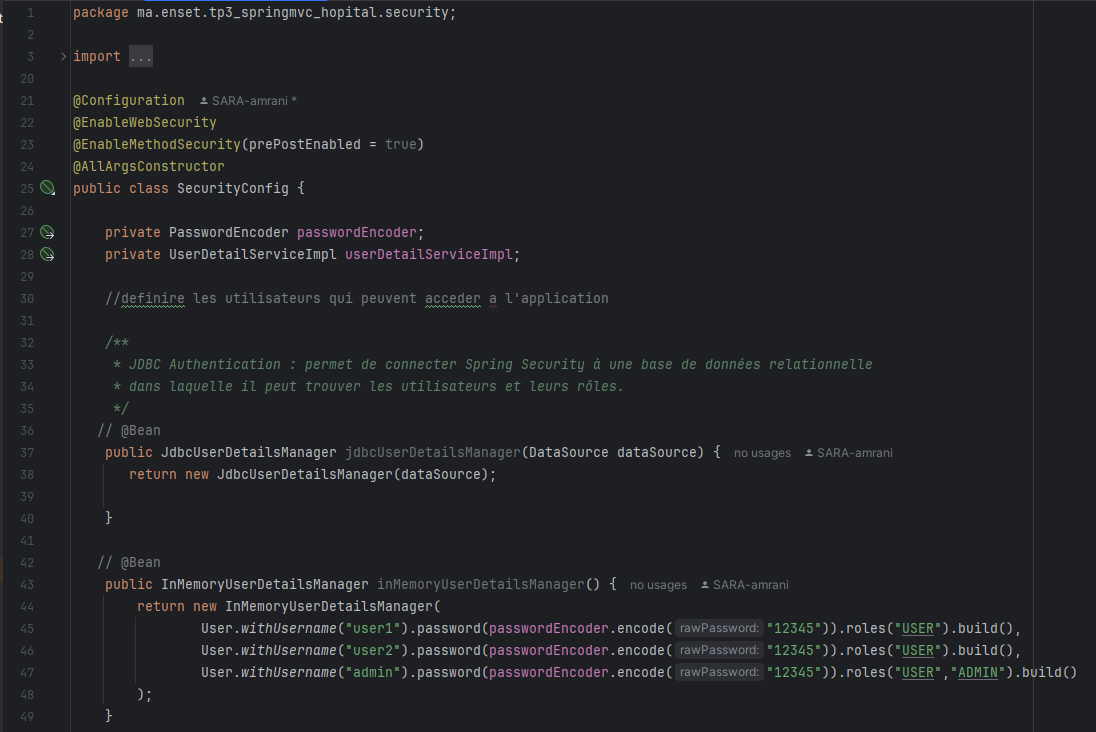 1 package ma.enset.tp3_springmvc_hopital.security;
2
3 import ...
20
21 @Configuration SARA-amrani *
22 @EnableWebSecurity
23 @EnableMethodSecurity(prePostEnabled = true)
24 @AllArgsConstructor
25 public class SecurityConfig {
26
27 private PasswordEncoder passwordEncoder;
28 private UserDetailServiceImpl userDetailServiceImpl;
29
30 //definire les utilisateurs qui peuvent acceder a l'application
31
32 /**
33 * JDBC Authentication : permet de connecter Spring Security à une base de données relationnelle
34 * dans laquelle il peut trouver les utilisateurs et leurs rôles.
35 */
36 // @Bean
37 public JdbcUserDetailsManager jdbcUserDetailsManager(DataSource dataSource) { no usages SARA-amrani
38 return new JdbcUserDetailsManager(dataSource);
39
40 }
41
42 // @Bean
43 public InMemoryUserDetailsManager inMemoryUserDetailsManager() { no usages SARA-amrani
44 return new InMemoryUserDetailsManager(
45 User.withUsername("user1").password(passwordEncoder.encode( rawPassword: "12345")).roles("USER").build(),
46 User.withUsername("user2").password(passwordEncoder.encode( rawPassword: "12345")).roles("USER").build(),
47 User.withUsername("admin").password(passwordEncoder.encode( rawPassword: "12345")).roles("USER","ADMIN").build()
48 );
49 }